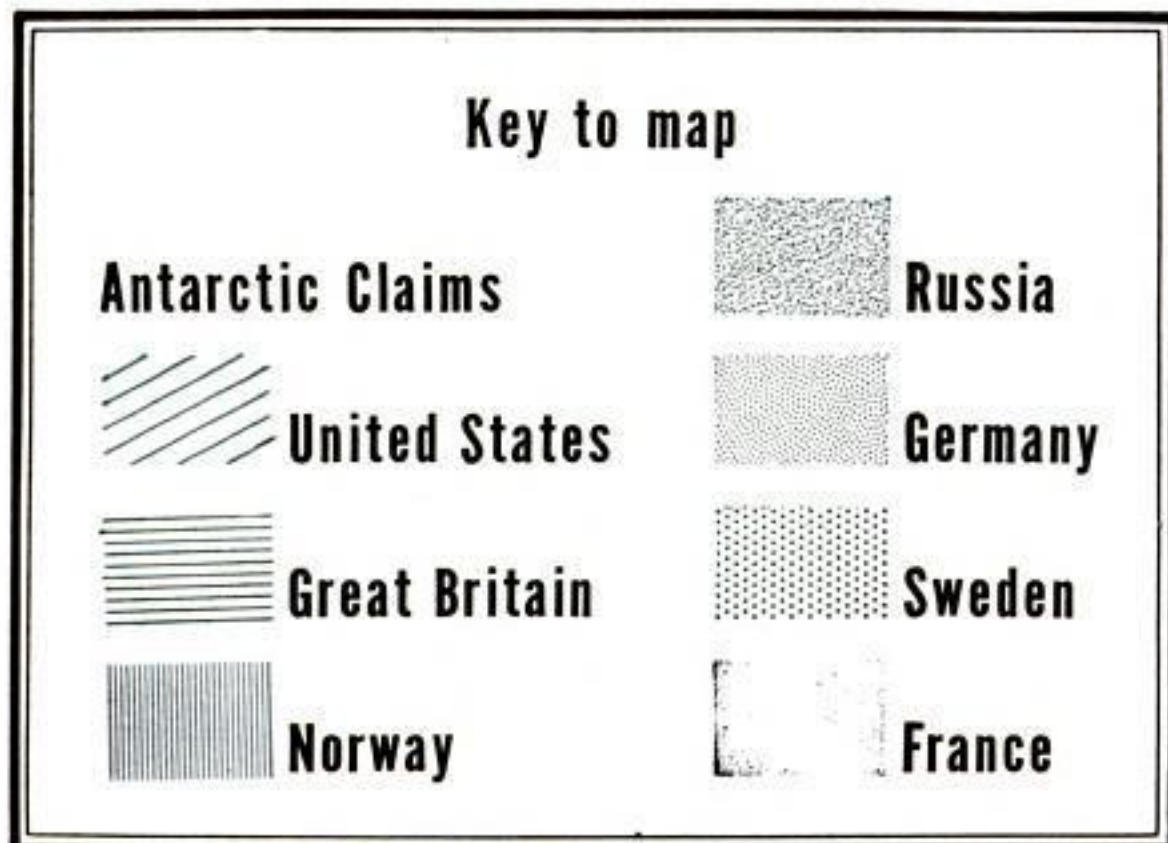 Key to map
Antarctic Claims
United States
Great Britain
Norway
Russia
Germany
Sweden
France